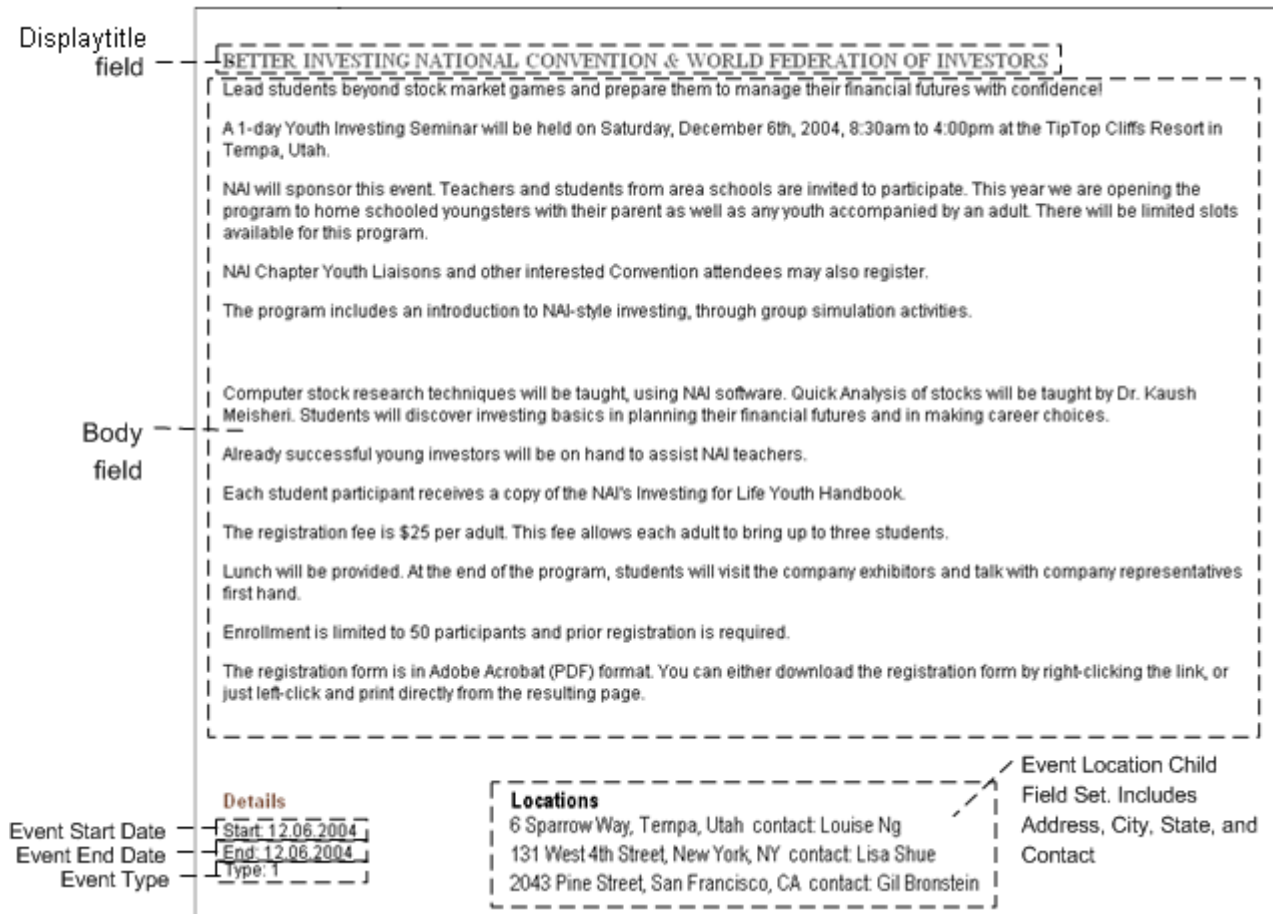 Displaytitle
field
BETTER INVESTING NATIONAL CONVENTION & WORLD FEDERATION OF INVESTORS
Lead students beyond stock market games and prepare them to manage their financial futures with confidence!
A 1-day Youth Investing Seminar will be held on Saturday, December 6th, 2004, 8:30am to 4:00pm at the TipTop Cliffs Resort in
Tempa, Utah.
NAI will sponsor this event. Teachers and students from area schools are invited to participate. This year we are opening the
program to home schooled youngsters with their parent as well as any youth accompanied by an adult. There will be limited slots
available for this program.
NAI Chapter Youth Liaisons and other interested Convention attendees may also register.
The program includes an introduction to NAI-style investing, through group simulation activities.
Computer stock research techniques will be taught, using NAI software. Quick Analysis of stocks will be taught by Dr. Kaush
Meisheri. Students will discover investing basics in planning their financial futures and in making career choices.
Body
field
Already successful young investors will be on hand to assist NAI teachers.
Each student participant receives a copy of the NAI's Investing for Life Youth Handbook.
The registration fee is $25 per adult. This fee allows each adult to bring up to three students.
Lunch will be provided. At the end of the program, students will visit the company exhibitors and talk with company representatives
first hand.
Enrollment is limited to 50 participants and prior registration is required.
The registration form is in Adobe Acrobat (PDF) format. You can either download the registration form by right-clicking the link, or
just left-click and print directly from the resulting page.
Details
Event Start Date
Start: 12.06.2004
Event End Date
End: 12.06.2004
Event Type
Type: 1
Locations
6 Sparrow Way, Tempa, Utah contact: Louise Ng
131 West 4th Street, New York, NY contact: Lisa Shue
2043 Pine Street, San Francisco, CA contact: Gil Bronstein
Event Location Child
Field Set. Includes
Address, City, State, and
Contact